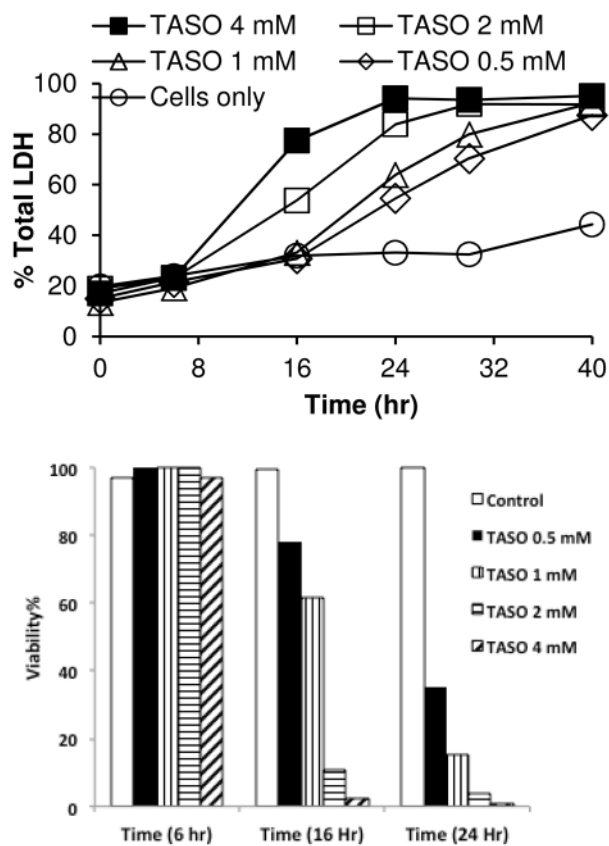 TASO 4 mM TASO 2 mM
TASO 1 mM TASO 0.5 mM
Cells only
100
80
60
40
20
0
% Total LDH
0 8 16 24 32 40
Time (hr)
100
80
60
40
20
0
Viability%
Control
TASO 0.5 mM
TASO 1 mM
TASO 2 mM
TASO 4 mM
Time (6 hr) Time (16 Hr) Time (24 Hr)